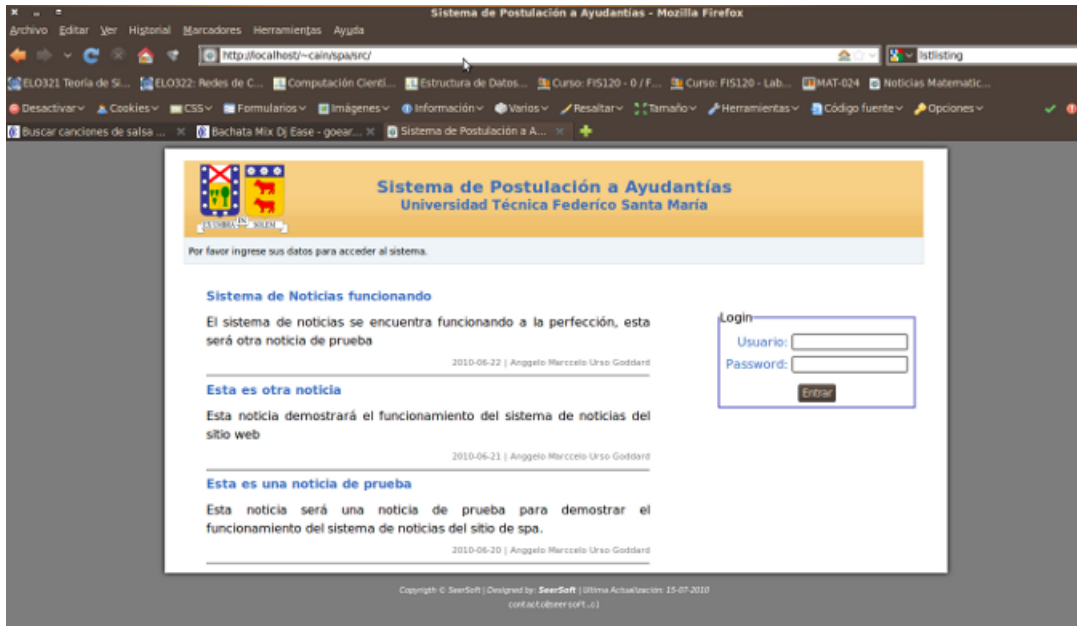 Sistema de Postulación a Ayudantías - Mozilla Firefox
Archivo Editar Ver Historial Marcadores Herramientas Ayuda
http://localhost/~cain/spa/src/ lstlisting
ELO321 Teoría de Si... ELO322: Redes de C... Computación Cientí... Estructura de Datos... Curso: FIS120 - 0 / F... Curso: FIS120 - Lab... MAT-024 Noticias Matematic...
Desactivar Cookies CSS Formularios Imágenes Información Varios Resaltar Tamaño Herramientas Código fuente Opciones
Buscar canciones de salsa ... Bachata Mix Dj Ease - goear... Sistema de Postulación a A...
Sistema de Postulación a Ayudantías
Universidad Técnica Federíco Santa María
EX UMBRA IN SOLEM
Por favor ingrese sus datos para acceder al sistema.
Sistema de Noticias funcionando
El sistema de noticias se encuentra funcionando a la perfección, esta
será otra noticia de prueba
2010-06-22 | Anggelo Marccelo Urso Goddard
Esta es otra noticia
Esta noticia demostrará el funcionamiento del sistema de noticias del
sitio web
2010-06-21 | Anggelo Marccelo Urso Goddard
Esta es una noticia de prueba
Esta noticia será una noticia de prueba para demostrar el
funcionamiento del sistema de noticias del sitio de spa.
2010-06-20 | Anggelo Marccelo Urso Goddard
Login
Usuario:
Password:
Entrar
Copyrigth © SeerSoft | Designed by: SeerSoft | Ultima Actualización: 15-07-2010
contacto@seersoft.cl